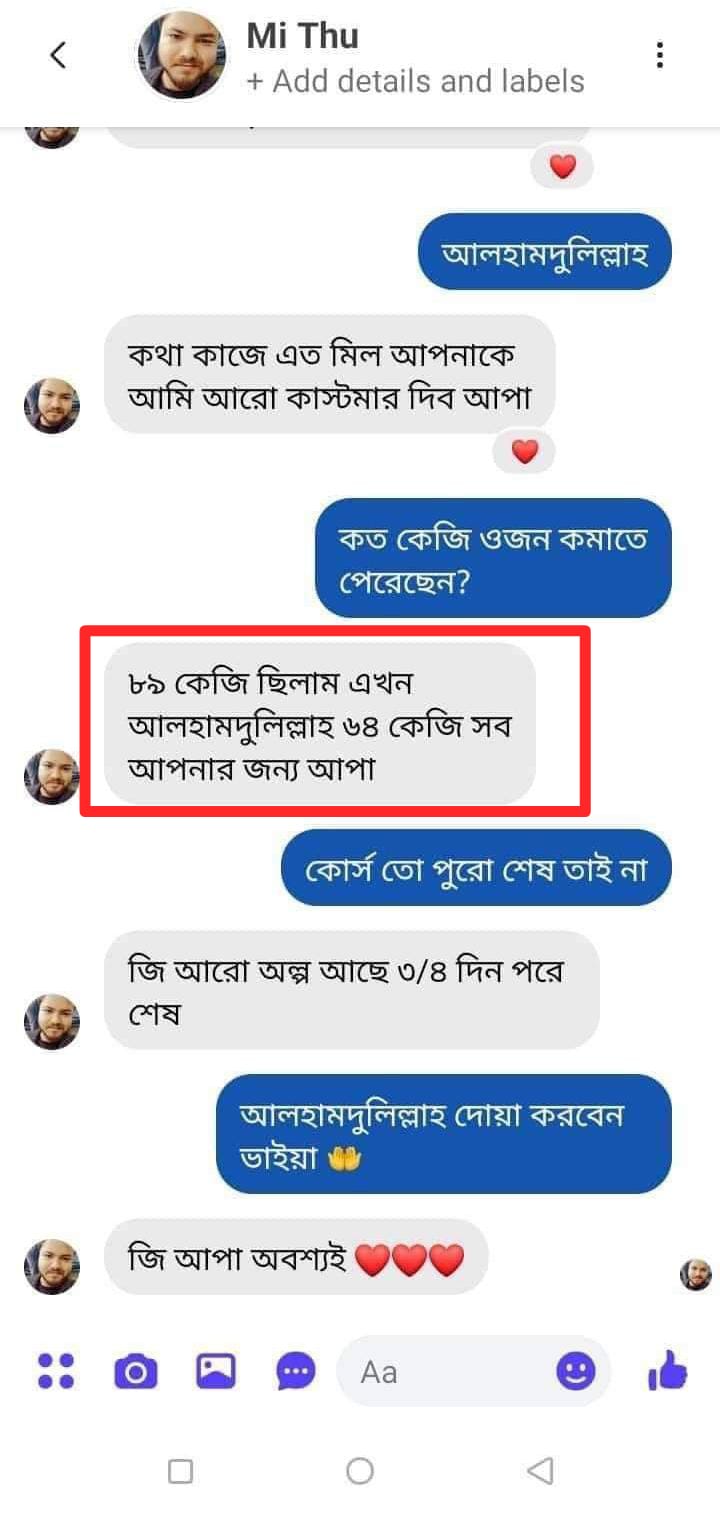 Mi Thu
+ Add details and labels
আলহামদুলিল্লাহ
কথা কাজে এত মিল আপনাকে
আমি আরো কাস্টমার দিব আপা
কত কেজি ওজন কমাতে
পেরেছেন?
৮৯ কেজি ছিলাম এখন
আলহামদুলিল্লাহ ৬৪ কেজি সব
আপনার জন্য আপা
কোর্স তো পুরো শেষ তাই না
জি আরো অল্প আছে ৩/৪ দিন পরে
শেষ
আলহামদুলিল্লাহ দোয়া করবেন
ভাইয়া 🤲
জি আপা অবশ্যই ❤️❤️❤️
Aa